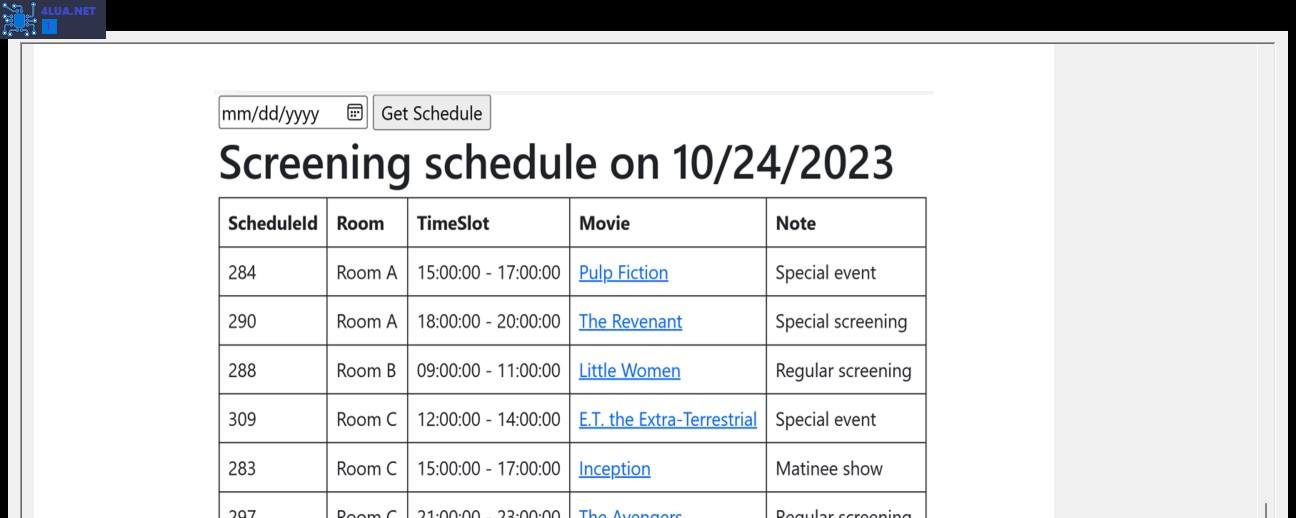 4LUA.NET
1
mm/dd/yyyy Get Schedule
Screening schedule on 10/24/2023
ScheduleId Room TimeSlot Movie Note
284 Room A 15:00:00 - 17:00:00 Pulp Fiction Special event
290 Room A 18:00:00 - 20:00:00 The Revenant Special screening
288 Room B 09:00:00 - 11:00:00 Little Women Regular screening
309 Room C 12:00:00 - 14:00:00 E.T. the Extra-Terrestrial Special event
283 Room C 15:00:00 - 17:00:00 Inception Matinee show
297 Room C 21:00:00 - 23:00:00 The Avengers Regular screening